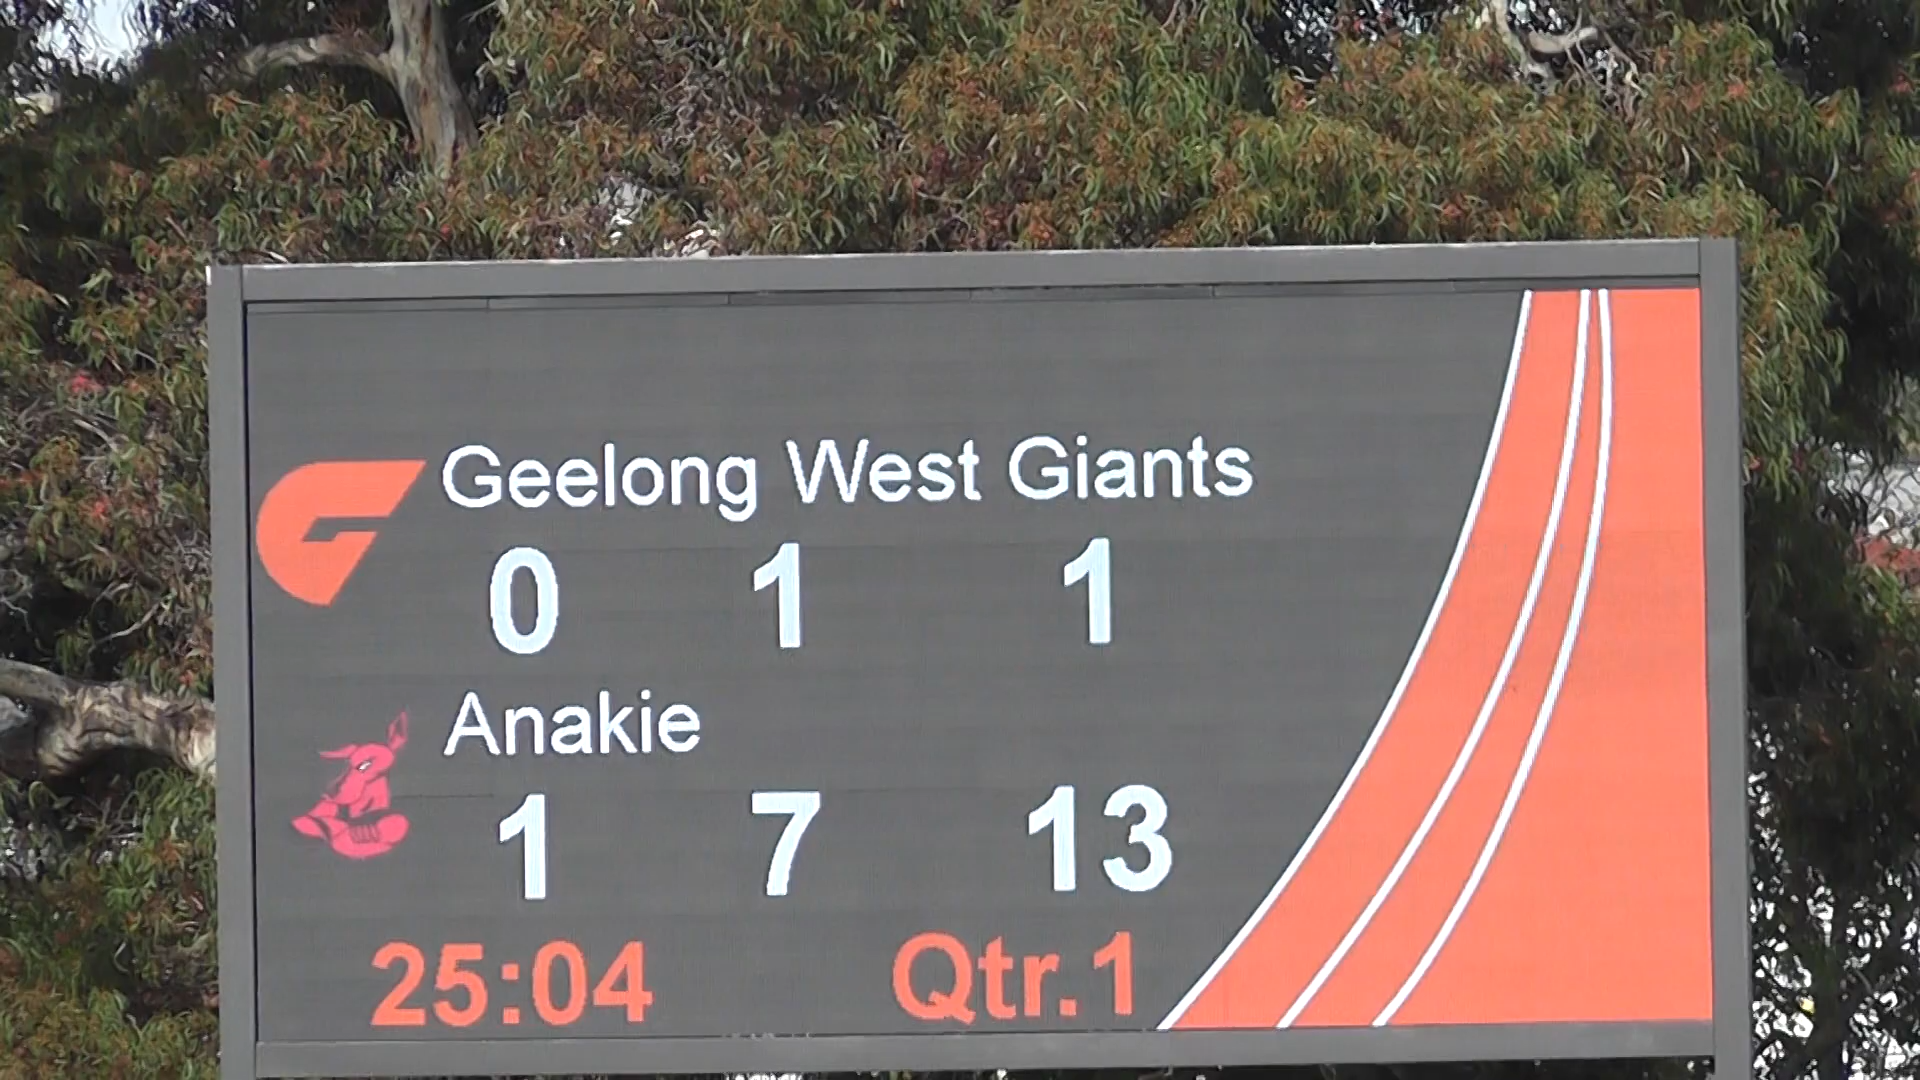 Geelong West Giants
0 1 1
Anakie
1 7 13
25:04 Qtr.1